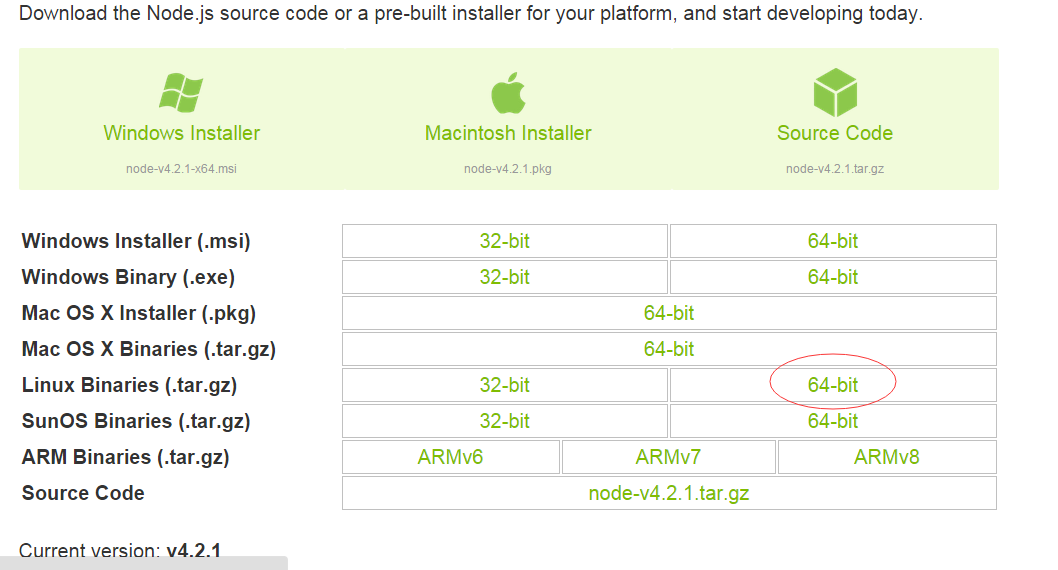 Download the Node.js source code or a pre-built installer for your platform, and start developing today.
Windows Installer Macintosh Installer Source Code
node-v4.2.1-x64.msi node-v4.2.1.pkg node-v4.2.1.tar.gz
Windows Installer (.msi) 32-bit 64-bit
Windows Binary (.exe) 32-bit 64-bit
Mac OS X Installer (.pkg) 64-bit
Mac OS X Binaries (.tar.gz) 64-bit
Linux Binaries (.tar.gz) 32-bit 64-bit
SunOS Binaries (.tar.gz) 32-bit 64-bit
ARM Binaries (.tar.gz) ARMv6 ARMv7 ARMv8
Source Code node-v4.2.1.tar.gz
Current version: v4.2.1